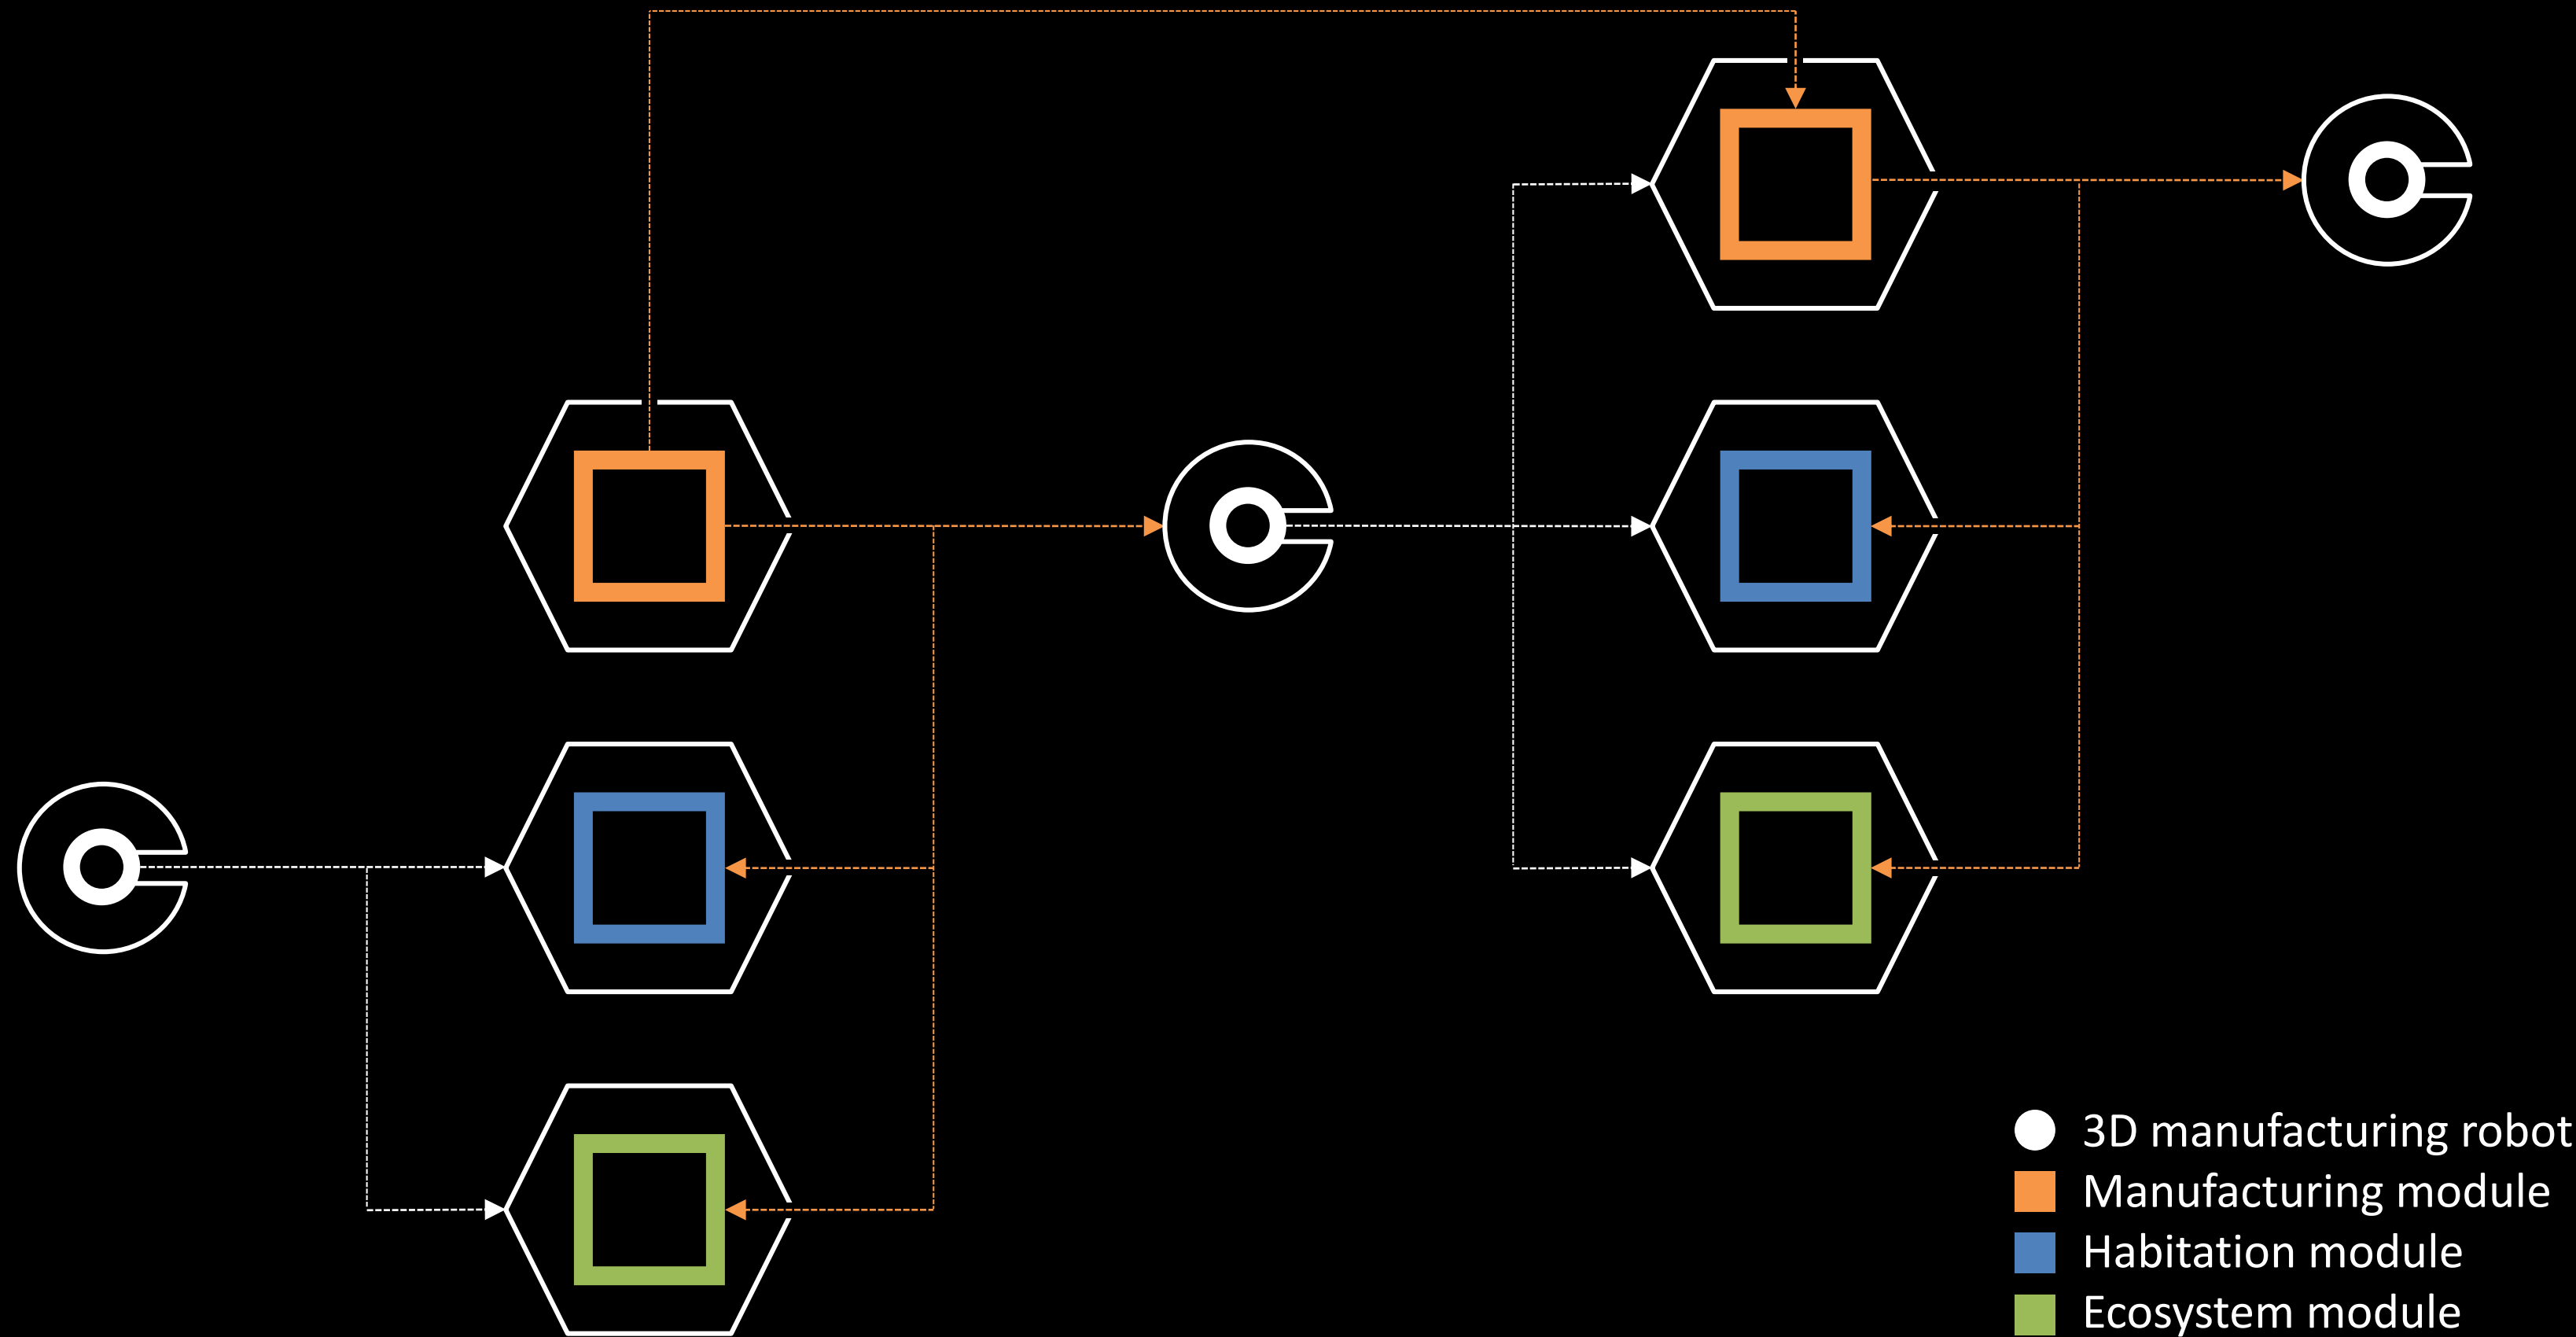 3D manufacturing robot
Manufacturing module
Habitation module
Ecosystem module